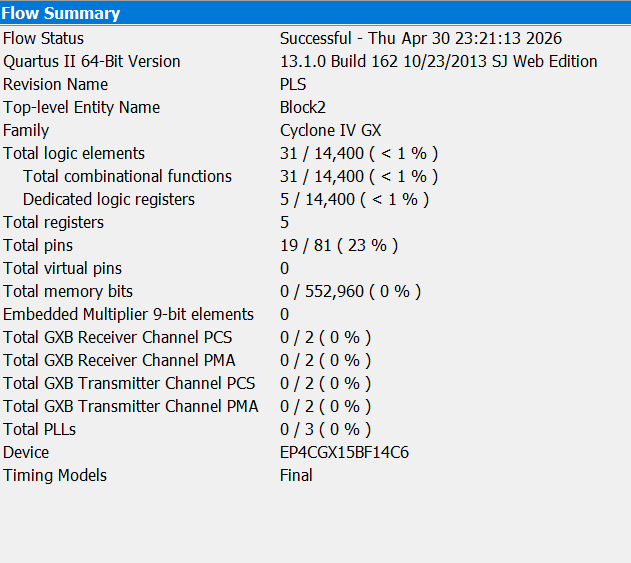 Flow Summary
Flow Status Successful - Thu Apr 30 23:21:13 2026
Quartus II 64-Bit Version 13.1.0 Build 162 10/23/2013 SJ Web Edition
Revision Name PLS
Top-level Entity Name Block2
Family Cyclone IV GX
Total logic elements 31 / 14,400 ( < 1 % )
Total combinational functions 31 / 14,400 ( < 1 % )
Dedicated logic registers 5 / 14,400 ( < 1 % )
Total registers 5
Total pins 19 / 81 ( 23 % )
Total virtual pins 0
Total memory bits 0 / 552,960 ( 0 % )
Embedded Multiplier 9-bit elements 0
Total GXB Receiver Channel PCS 0 / 2 ( 0 % )
Total GXB Receiver Channel PMA 0 / 2 ( 0 % )
Total GXB Transmitter Channel PCS 0 / 2 ( 0 % )
Total GXB Transmitter Channel PMA 0 / 2 ( 0 % )
Total PLLs 0 / 3 ( 0 % )
Device EP4CGX15BF14C6
Timing Models Final